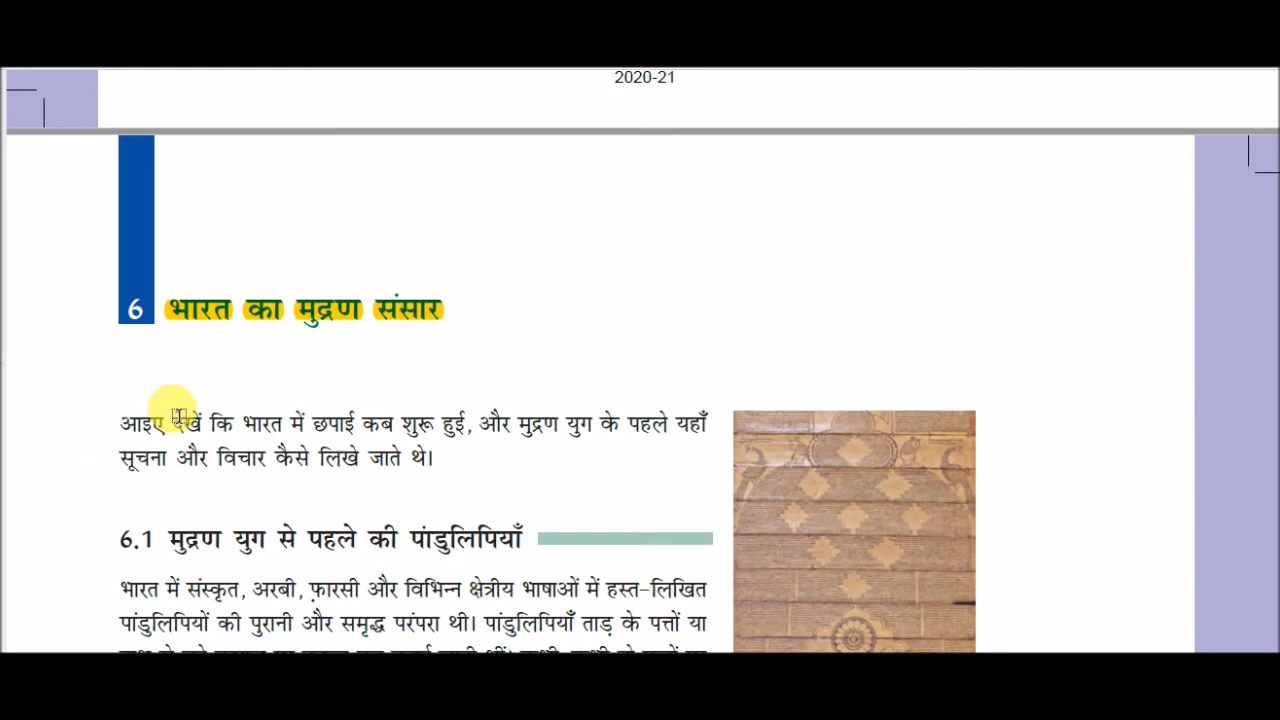 2020-21
6 भारत का मुद्रण संसार
आइए देखें कि भारत में छपाई कब शुरू हुई, और मुद्रण युग के पहले यहाँ
सूचना और विचार कैसे लिखे जाते थे।
6.1 मुद्रण युग से पहले की पांडुलिपियाँ
भारत में संस्कृत, अरबी, फ़ारसी और विभिन्न क्षेत्रीय भाषाओं में हस्त-लिखित
पांडुलिपियों की पुरानी और समृद्ध परंपरा थी। पांडुलिपियाँ ताड़ के पत्तों या